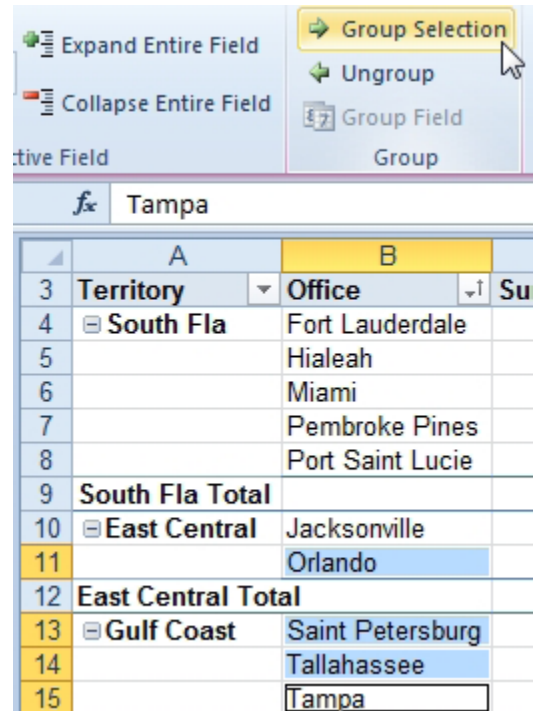 Expand Entire Field
Collapse Entire Field
Group Selection
Ungroup
Group Field
tive Field
Group
fx Tampa
A B
3 Territory Office Su
4 South Fla Fort Lauderdale
5 Hialeah
6 Miami
7 Pembroke Pines
8 Port Saint Lucie
9 South Fla Total
10 East Central Jacksonville
11 Orlando
12 East Central Total
13 Gulf Coast Saint Petersburg
14 Tallahassee
15 Tampa